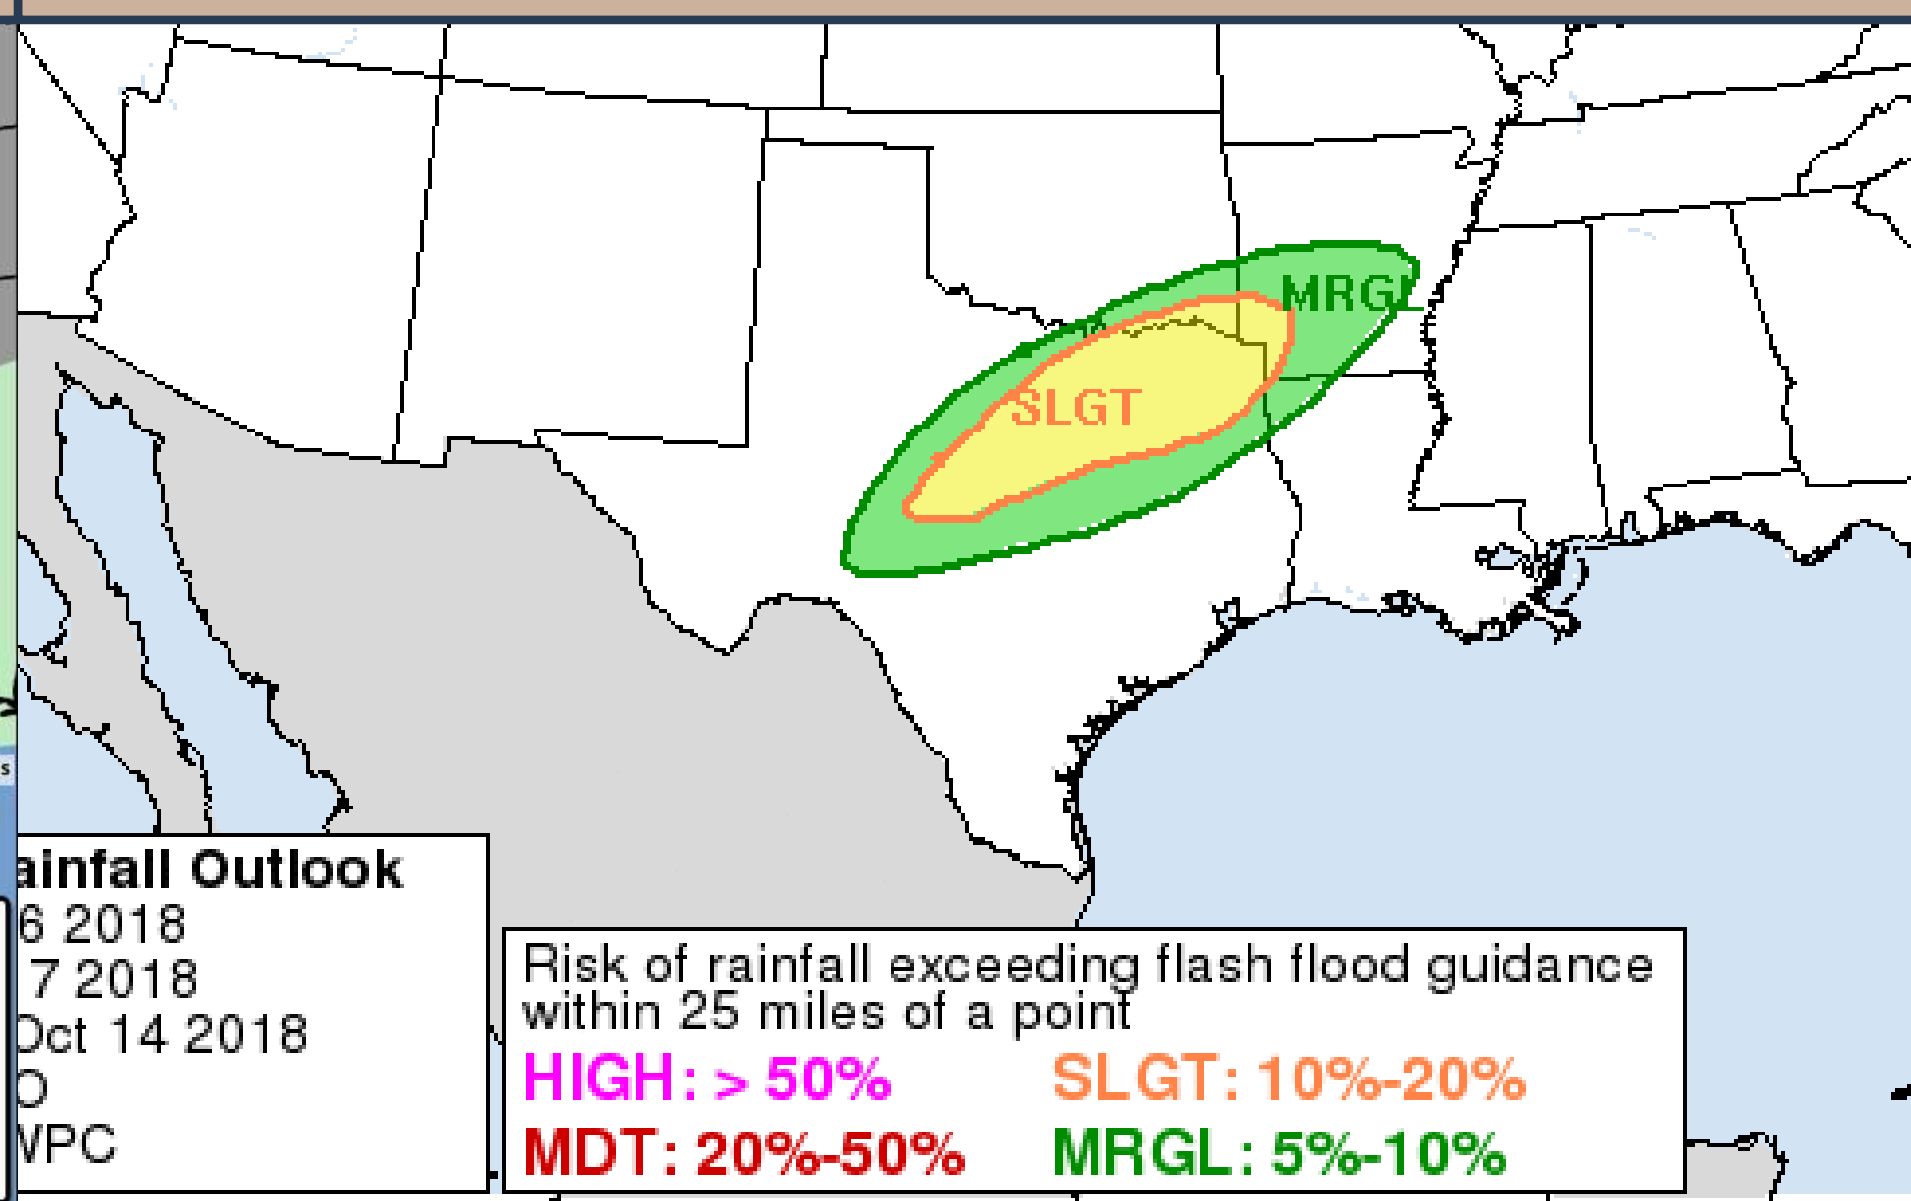 MRGL
SLGT
ainfall Outlook
6 2018
7 2018
Oct 14 2018
O
WPC
s
Risk of rainfall exceeding flash flood guidance
within 25 miles of a point
HIGH: > 50%
SLGT: 10%-20%
MDT: 20%-50%
MRGL: 5%-10%